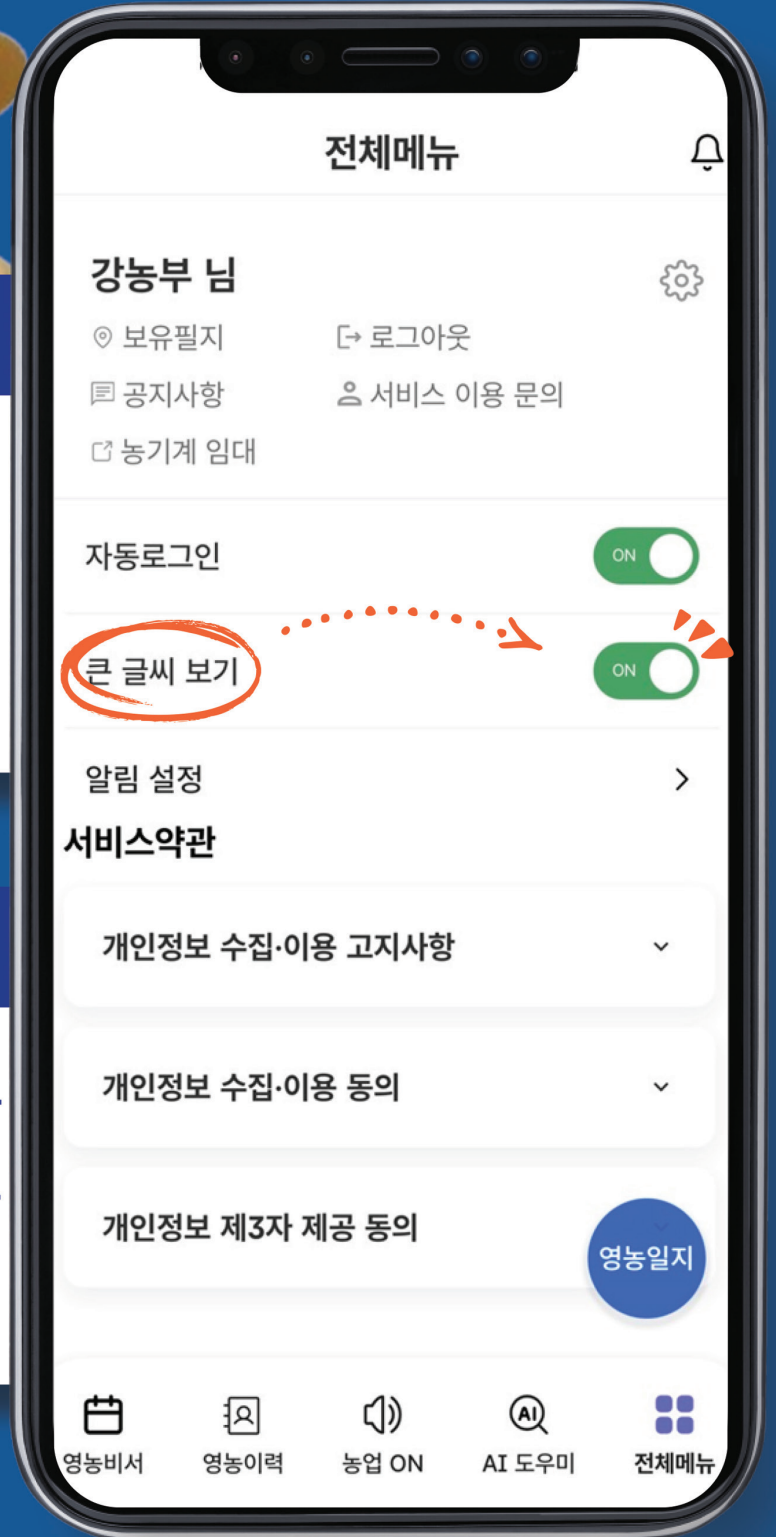 전체메뉴
강농부 님
보유필지 로그아웃
공지사항 서비스 이용 문의
농기계 임대
자동로그인 ON
큰 글씨 보기 ON
알림 설정
서비스약관
개인정보 수집·이용 고지사항
개인정보 수집·이용 동의
개인정보 제3자 제공 동의
영농일지
AI
영농비서 영농이력 농업 ON AI 도우미 전체메뉴